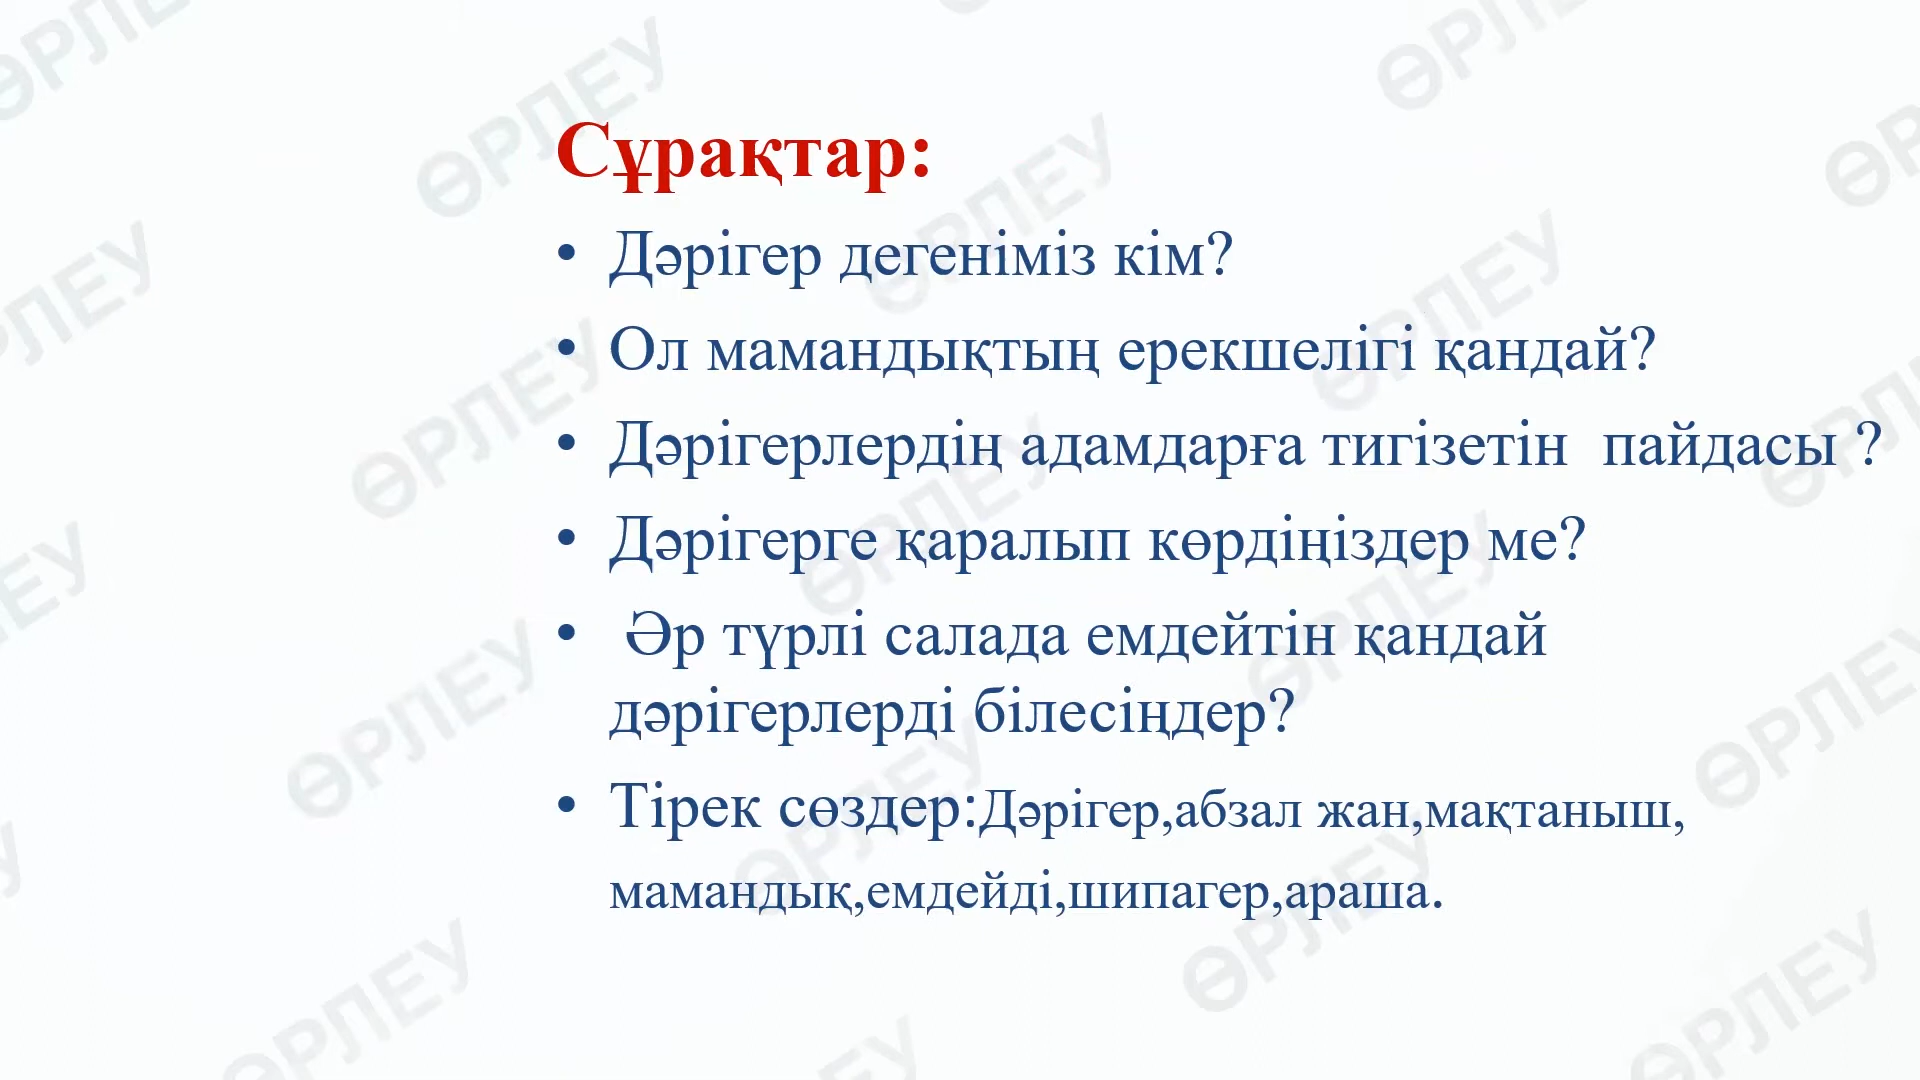 Сұрақтар:
• Дәрігер дегеніміз кім?
• Ол мамандықтың ерекшелігі қандай?
• Дәрігерлердің адамдарға тигізетін  пайдасы ?
• Дәрігерге қаралып көрдіңіздер ме?
• Әр түрлі салада емдейтін қандай
дәрігерлерді білесіңдер?
• Тірек сөздер:Дәрігер,абзал жан,мақтаныш,
мамандық,емдейді,шипагер,араша.
ӨРЛЕУ